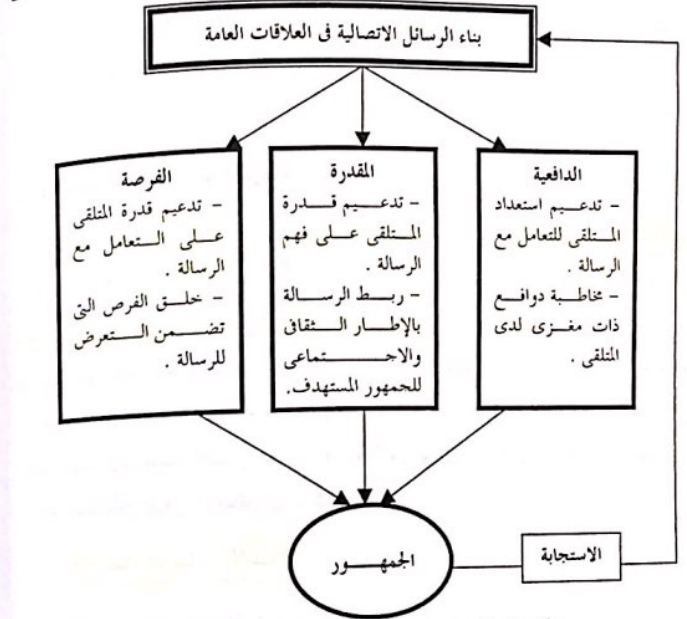 بناء الرسائل الاتصالية فى العلاقات العامة
الدافعية
- تدعيم استعداد
المتلقى للتعامل مع
الرسالة .
- مخاطبة دوافع
ذات مغزى لدى
المتلقى .
المقدرة
- تدعيم قدرة
المتلقى على فهم
الرسالة .
- ربط الرسالة
بالإطار الثقافى
والاجتماعى
للجمهور المستهدف.
الفرصة
- تدعيم قدرة المتلقى
على التعامل مع
الرسالة .
- خلق الفرص التى
تضمن التعرض
للرسالة .
الجمهور
الاستجابة